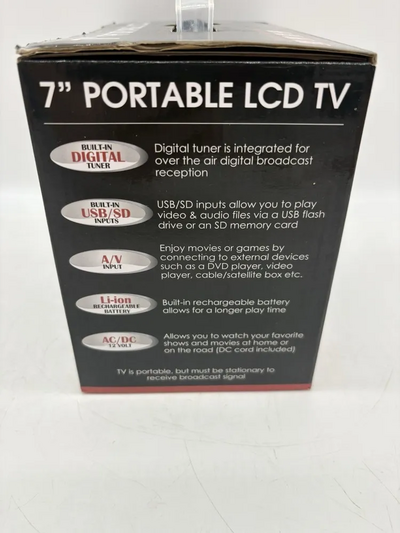 7” PORTABLE LCD TV
BUILT-IN
DIGITAL
TUNER
Digital tuner is integrated for
over the air digital broadcast
reception
BUILT-IN
USB/SD
INPUTS
USB/SD inputs allow you to play
video & audio files via a USB flash
drive or an SD memory card
A/V
INPUT
Enjoy movies or games by
connecting to external devices
such as a DVD player, video
player, cable/satellite box etc.
Li-ion
RECHARGEABLE
BATTERY
Built-in rechargeable battery
allows for a longer play time
AC/DC
12 VOLT
Allows you to watch your favorite
shows and movies at home or
on the road (DC cord included)
TV is portable, but must be stationary to
receive broadcast signal